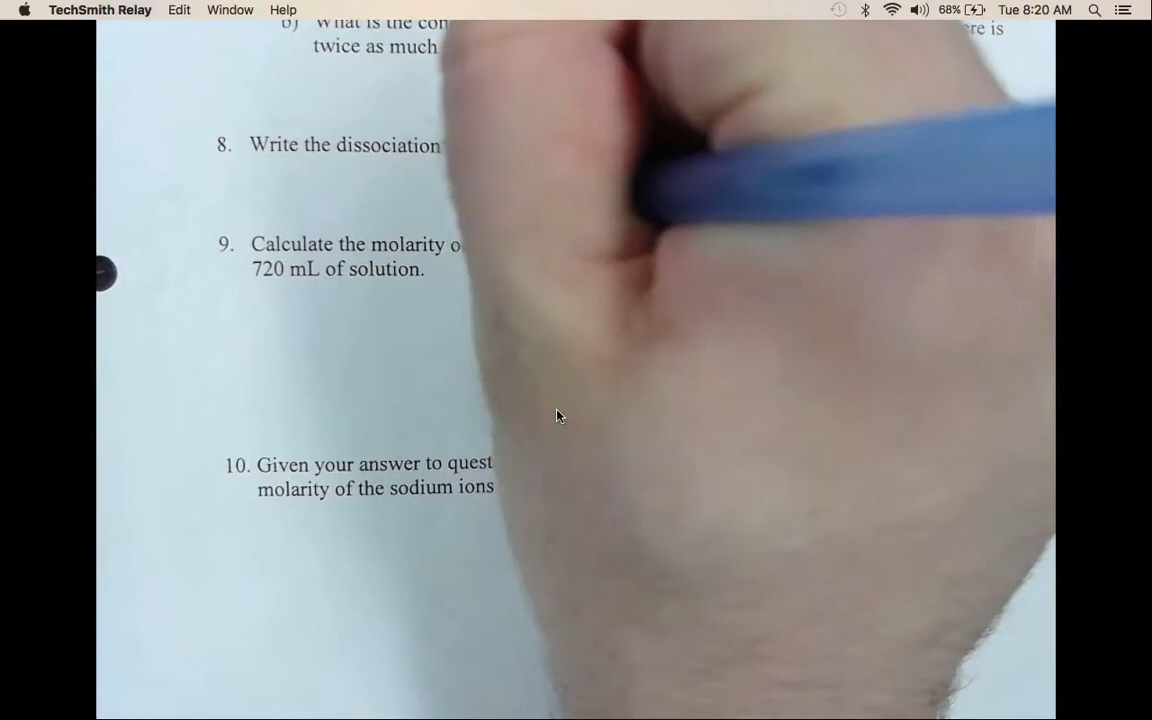 TechSmith Relay Edit Window Help 68% Tue 8:20 AM
b) What is the con ere is
twice as much
8. Write the dissociation
9. Calculate the molarity o
720 mL of solution.
10. Given your answer to quest
molarity of the sodium ions